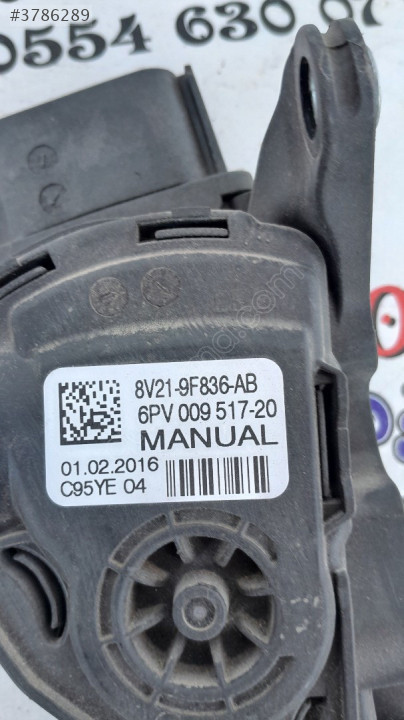 #3786289
0554 630 07
8V21-9F836-AB
6PV 009 517-20
MANUAL
01.02.2016
C95YE 04